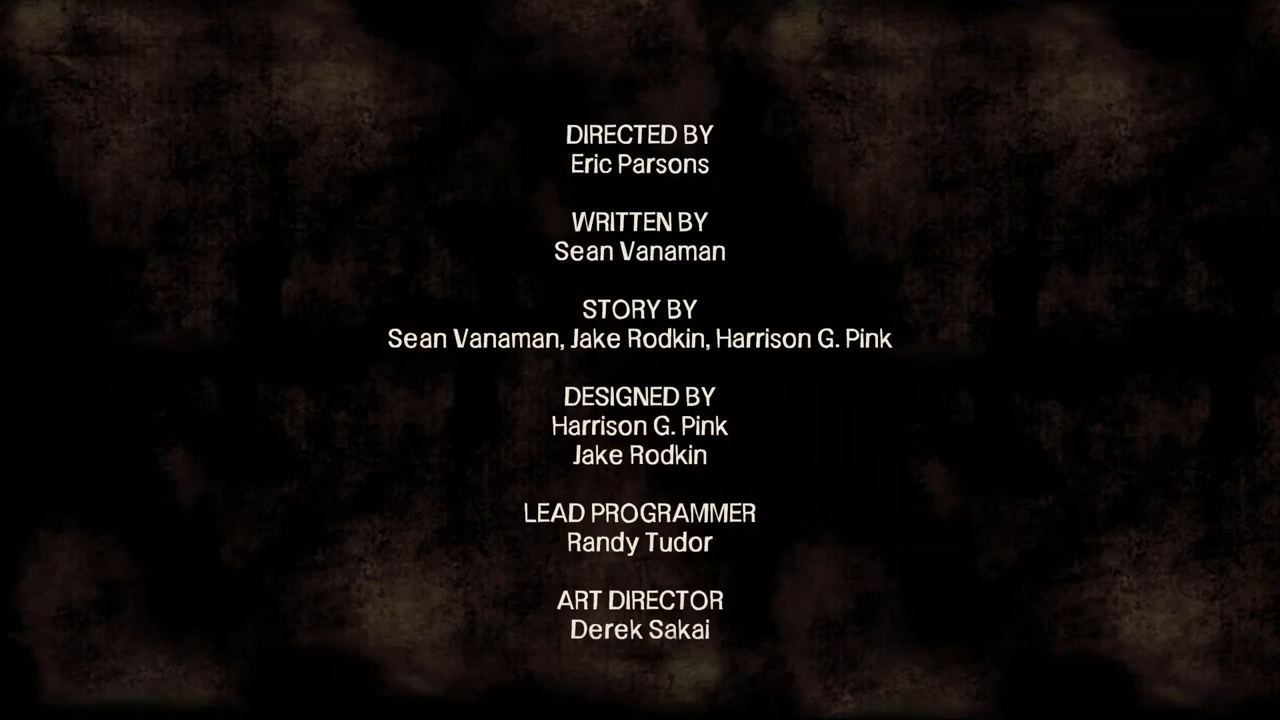 DIRECTED BY
Eric Parsons
WRITTEN BY
Sean Vanaman
STORY BY
Sean Vanaman, Jake Rodkin, Harrison G. Pink
DESIGNED BY
Harrison G. Pink
Jake Rodkin
LEAD PROGRAMMER
Randy Tudor
ART DIRECTOR
Derek Sakai